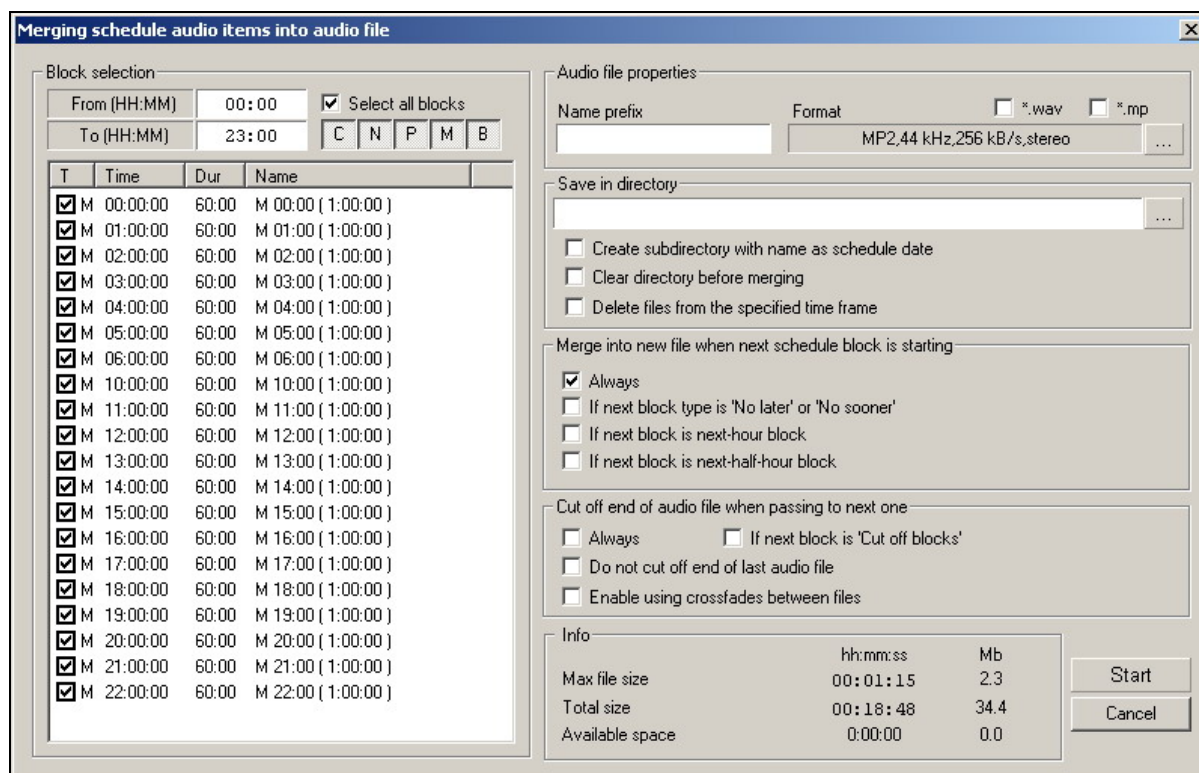 Merging schedule audio items into audio file
Block selection
From (HH:MM) 00:00 Select all blocks
To (HH:MM) 23:00 C N P M B
T Time Dur Name
M 00:00:00 60:00 M 00:00 ( 1:00:00 )
M 01:00:00 60:00 M 01:00 ( 1:00:00 )
M 02:00:00 60:00 M 02:00 ( 1:00:00 )
M 03:00:00 60:00 M 03:00 ( 1:00:00 )
M 04:00:00 60:00 M 04:00 ( 1:00:00 )
M 05:00:00 60:00 M 05:00 ( 1:00:00 )
M 06:00:00 60:00 M 06:00 ( 1:00:00 )
M 10:00:00 60:00 M 10:00 ( 1:00:00 )
M 11:00:00 60:00 M 11:00 ( 1:00:00 )
M 12:00:00 60:00 M 12:00 ( 1:00:00 )
M 13:00:00 60:00 M 13:00 ( 1:00:00 )
M 14:00:00 60:00 M 14:00 ( 1:00:00 )
M 15:00:00 60:00 M 15:00 ( 1:00:00 )
M 16:00:00 60:00 M 16:00 ( 1:00:00 )
M 17:00:00 60:00 M 17:00 ( 1:00:00 )
M 18:00:00 60:00 M 18:00 ( 1:00:00 )
M 19:00:00 60:00 M 19:00 ( 1:00:00 )
M 20:00:00 60:00 M 20:00 ( 1:00:00 )
M 21:00:00 60:00 M 21:00 ( 1:00:00 )
M 22:00:00 60:00 M 22:00 ( 1:00:00 )
Audio file properties
Name prefix Format *.wav *.mp
MP2,44 kHz,256 kB/s,stereo ...
Save in directory
...
Create subdirectory with name as schedule date
Clear directory before merging
Delete files from the specified time frame
Merge into new file when next schedule block is starting
Always
If next block type is 'No later' or 'No sooner'
If next block is next-hour block
If next block is next-half-hour block
Cut off end of audio file when passing to next one
Always If next block is 'Cut off blocks'
Do not cut off end of last audio file
Enable using crossfades between files
Info
hh:mm:ss Mb
Max file size 00:01:15 2.3
Total size 00:18:48 34.4
Available space 0:00:00 0.0
Start
Cancel